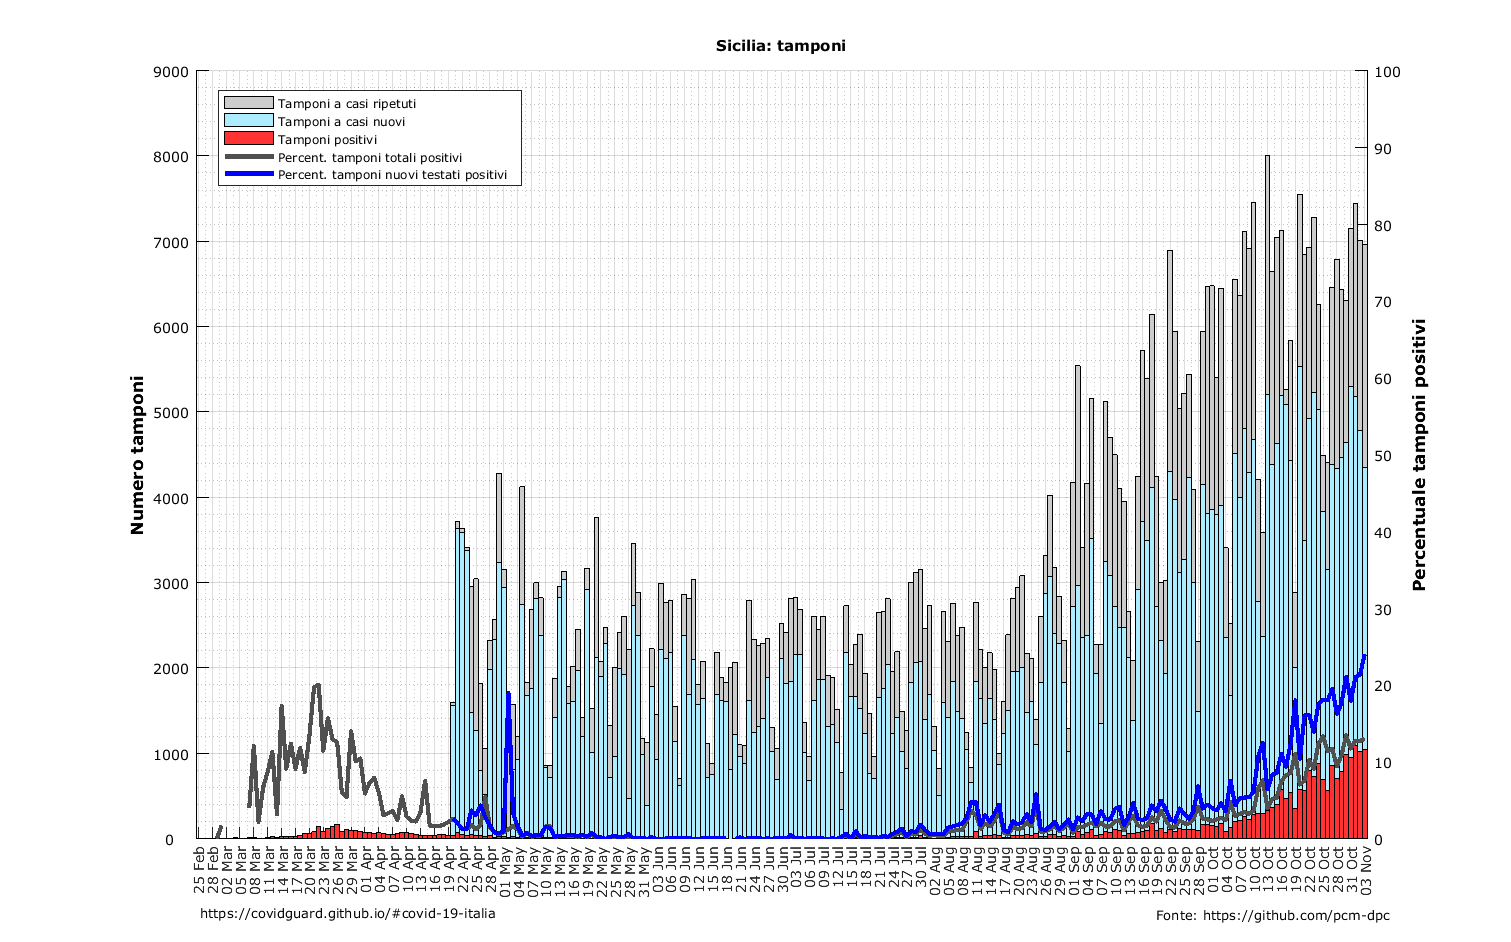 Sicilia: tamponi
Tamponi a casi ripetuti
Tamponi a casi nuovi
Tamponi positivi
Percent. tamponi totali positivi
Percent. tamponi nuovi testati positivi
Numero tamponi
9000
8000
7000
6000
5000
4000
3000
2000
1000
0
Percentuale tamponi positivi
100
90
80
70
60
50
40
30
20
10
0
25 Feb
28 Feb
02 Mar
05 Mar
08 Mar
11 Mar
14 Mar
17 Mar
20 Mar
23 Mar
26 Mar
29 Mar
01 Apr
04 Apr
07 Apr
10 Apr
13 Apr
16 Apr
19 Apr
22 Apr
25 Apr
28 Apr
01 May
04 May
07 May
10 May
13 May
16 May
19 May
22 May
25 May
28 May
31 May
03 Jun
06 Jun
09 Jun
12 Jun
15 Jun
18 Jun
21 Jun
24 Jun
27 Jun
30 Jun
03 Jul
06 Jul
09 Jul
12 Jul
15 Jul
18 Jul
21 Jul
24 Jul
27 Jul
30 Jul
02 Aug
05 Aug
08 Aug
11 Aug
14 Aug
17 Aug
20 Aug
23 Aug
26 Aug
29 Aug
01 Sep
04 Sep
07 Sep
10 Sep
13 Sep
16 Sep
19 Sep
22 Sep
25 Sep
28 Sep
01 Oct
04 Oct
07 Oct
10 Oct
13 Oct
16 Oct
19 Oct
22 Oct
25 Oct
28 Oct
31 Oct
03 Nov
https://covidguard.github.io/#covid-19-italia
Fonte: https://github.com/pcm-dpc